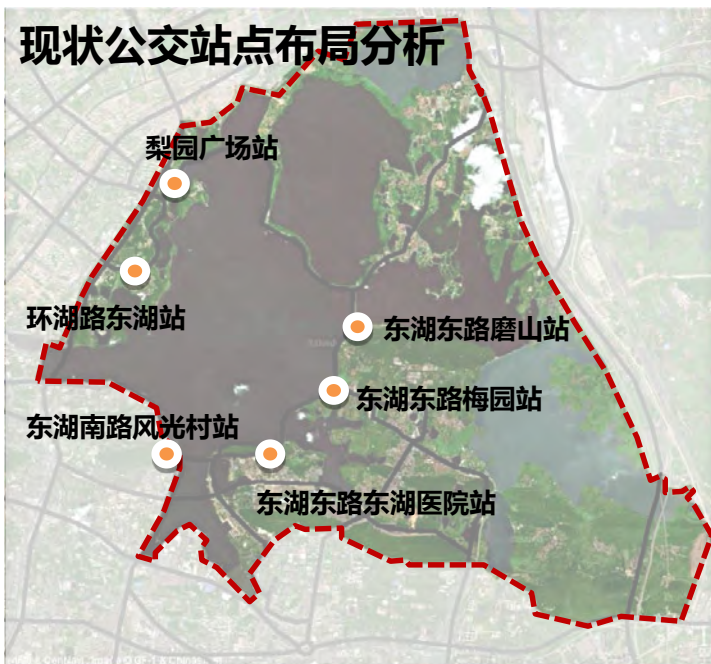 现状公交站点布局分析
梨园广场站
环湖路东湖站
东湖东路磨山站
东湖东路梅园站
东湖南路风光村站
东湖东路东湖医院站